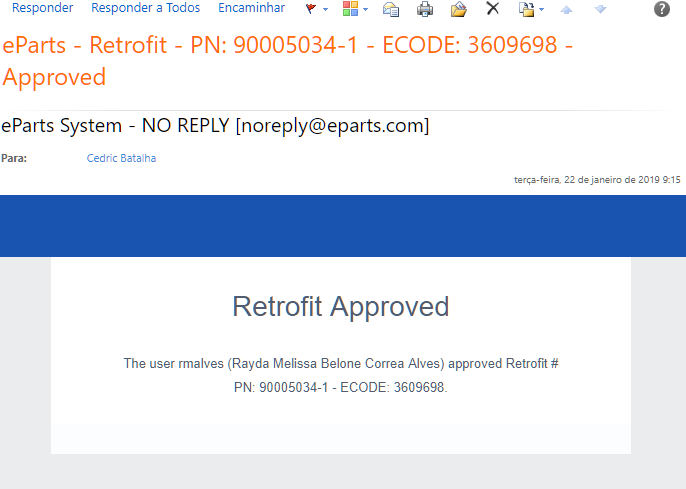 Responder Responder a Todos Encaminhar
eParts - Retrofit - PN: 90005034-1 - ECODE: 3609698 -
Approved
eParts System - NO REPLY [noreply@eparts.com]
Para: Cedric Batalha
terça-feira, 22 de janeiro de 2019 9:15
Retrofit Approved
The user rmalves (Rayda Melissa Belone Correa Alves) approved Retrofit #
PN: 90005034-1 - ECODE: 3609698.